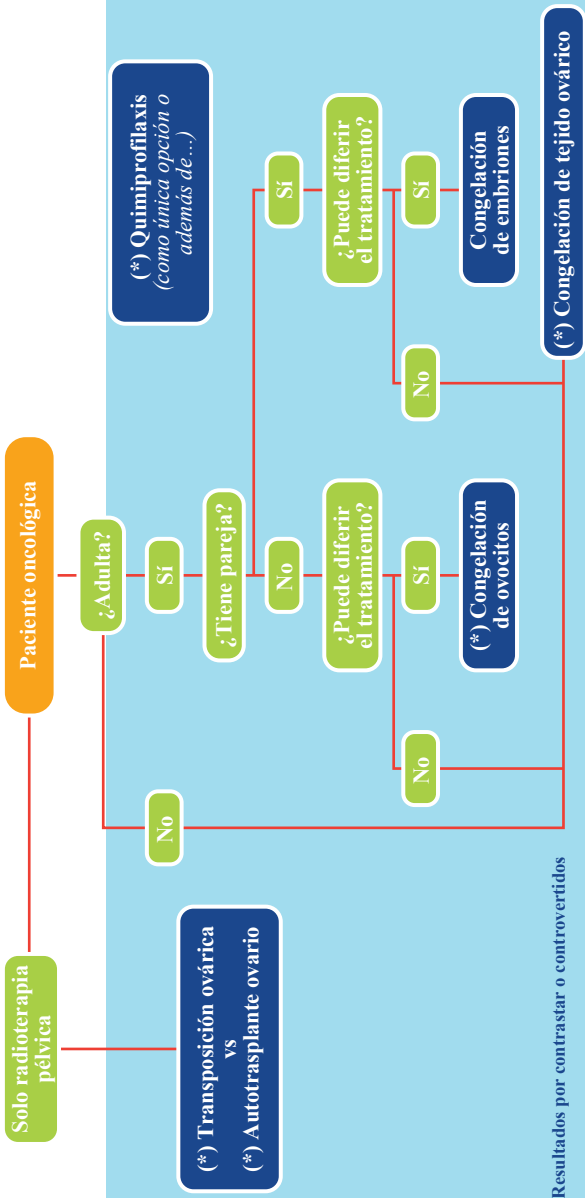 Paciente oncológica
Solo radioterapia
pélvica
¿Adulta?
(*) Quimiprofilaxis
(como única opción o
además de...)
No
Sí
(*) Transposición ovárica
vs
(*) Autotrasplante ovario
¿Tiene pareja?
No
Sí
¿Puede diferir
el tratamiento?
¿Puede diferir
el tratamiento?
No
Sí
No
Sí
(*) Congelación
de ovocitos
Congelación
de embriones
(*) Congelación de tejido ovárico
Resultados por contrastar o controvertidos